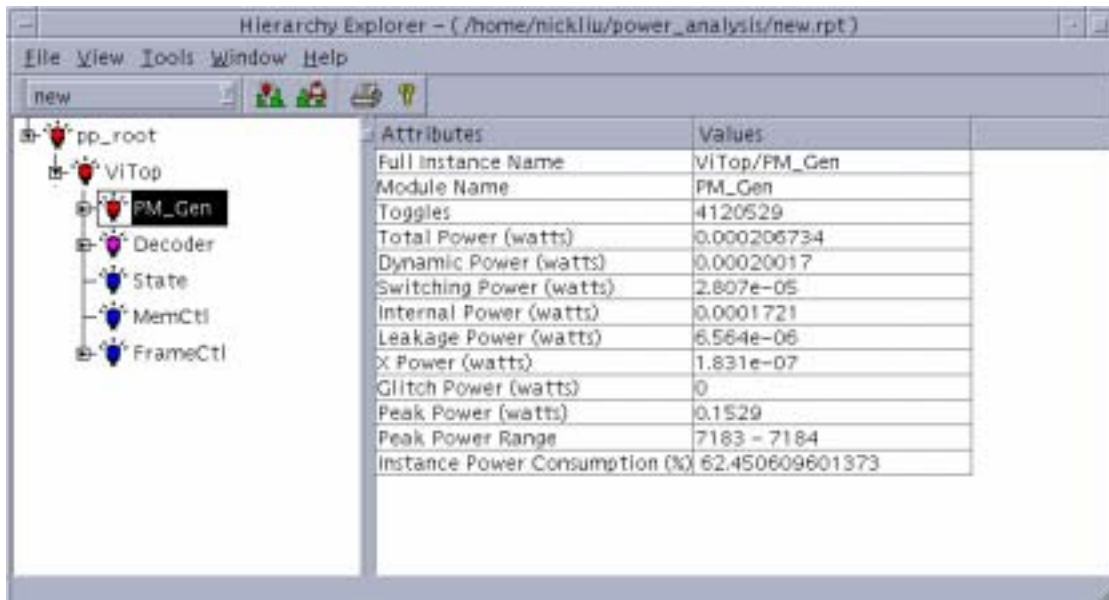 Hierarchy Explorer - (/home/nickliu/power_analysis/new.rpt)
File View Tools Window Help
new
pp_root
ViTop
PM_Gen
Decoder
State
MemCtl
FrameCtl
Attributes Values
Full Instance Name ViTop/PM_Gen
Module Name PM_Gen
Toggles 4120529
Total Power (watts) 0.000206734
Dynamic Power (watts) 0.00020017
Switching Power (watts) 2.807e-05
Internal Power (watts) 0.0001721
Leakage Power (watts) 6.564e-06
X Power (watts) 1.831e-07
Glitch Power (watts) 0
Peak Power (watts) 0.1529
Peak Power Range 7183 - 7184
Instance Power Consumption (%) 62.450609601373